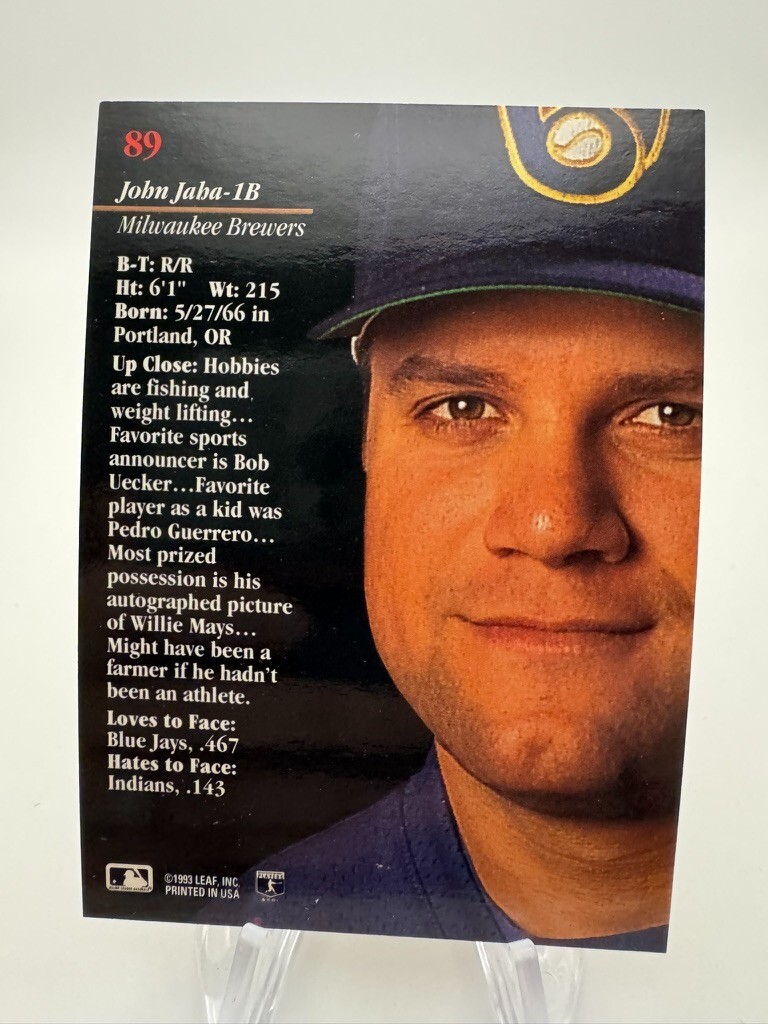 89
John Jaha-1B
Milwaukee Brewers
B-T: R/R
Ht: 6'1" Wt: 215
Born: 5/27/66 in
Portland, OR
Up Close: Hobbies
are fishing and
weight lifting...
Favorite sports
announcer is Bob
Uecker...Favorite
player as a kid was
Pedro Guerrero...
Most prized
possession is his
autographed picture
of Willie Mays...
Might have been a
farmer if he hadn't
been an athlete.
Loves to Face:
Blue Jays, .467
Hates to Face:
Indians, .143
©1993 LEAF, INC.
PRINTED IN USA
PLAYERS